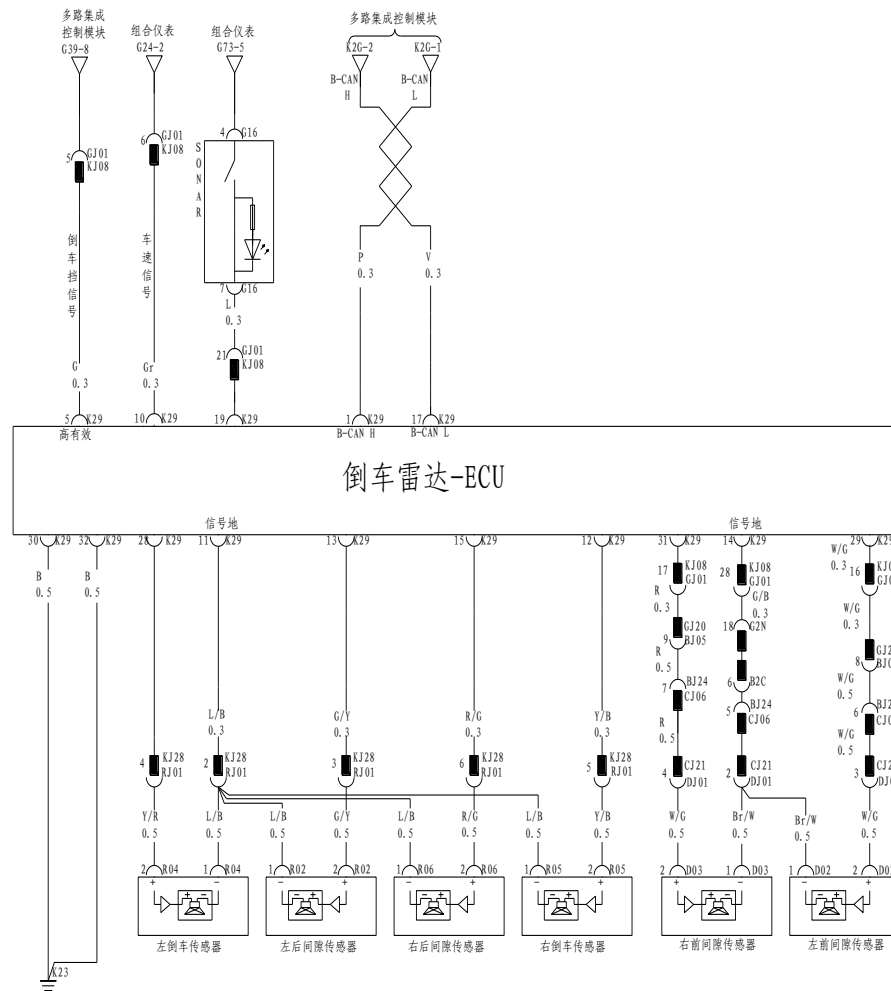 多路集成
控制模块
G39-8
组合仪表
G24-2
组合仪表
G73-5
多路集成控制模块
K2G-2 K2G-1
B-CAN
H
B-CAN
L
5 GJ01
KJ08
6 GJ01
KJ08
4 G16
SONAR
7 G16
L
0.3
21 GJ01
KJ08
倒车挡信号
车速信号
P
0.3
V
0.3
G
0.3
Gr
0.3
5 K29
10 K29
19 K29
1 K29
17 K29
高有效
B-CAN H
B-CAN L
倒车雷达-ECU
信号地
信号地
30 K29
32 K29
28 K29
11 K29
13 K29
15 K29
12 K29
31 K29
14 K29
29 K29
B
0.5
B
0.5
17 KJ08
GJ01
28 KJ08
GJ01
W/G
0.3
16
R
0.3
G/B
0.3
W/G
0.3
9 GJ20
BJ05
18 G2N
8
R
0.5
W/G
0.5
7 BJ24
CJ06
6 B2C
5 BJ24
CJ06
6
R
0.5
W/G
0.5
L/B
0.3
G/Y
0.3
R/G
0.3
Y/B
0.3
4 KJ28
RJ01
2 KJ28
RJ01
3 KJ28
RJ01
6 KJ28
RJ01
5 KJ28
RJ01
4 CJ21
DJ01
2 CJ21
DJ01
3
Y/R
0.5
L/B
0.5
L/B
0.5
G/Y
0.5
L/B
0.5
R/G
0.5
L/B
0.5
Y/B
0.5
W/G
0.5
Br/W
0.5
Br/W
0.5
W/G
0.5
2 R04
1 R04
1 R02
2 R02
1 R06
2 R06
1 R05
2 R05
2 D03
1 D03
1 D02
2
左倒车传感器
左后间隙传感器
右后间隙传感器
右倒车传感器
右前间隙传感器
左前间隙传感器
K23